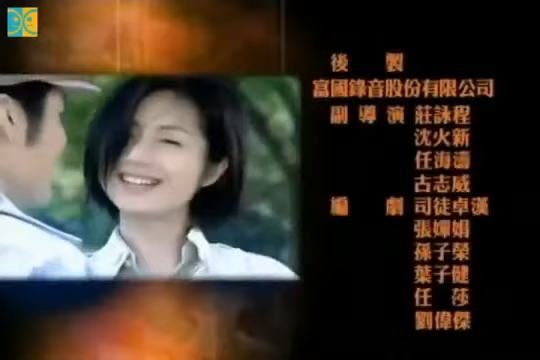 後 製
富國錄音股份有限公司
副導演 莊詠程
沈火新
任海濤
古志威
編 劇 司徒卓漢
張嬋娟
孫子榮
葉子健
任 莎
劉偉傑